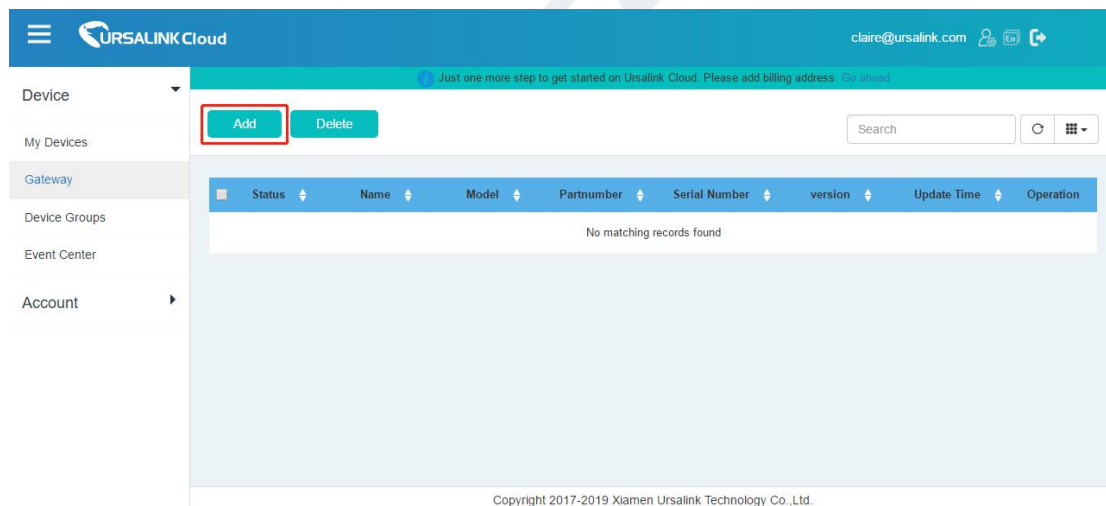 URSALINK Cloud
claire@ursalink.com En
Just one more step to get started on Ursalink Cloud. Please add billing address. Go ahead
Device
Add Delete Search
My Devices
Gateway
Status Name Model Partnumber Serial Number version Update Time Operation
Device Groups
No matching records found
Event Center
Account
Copyright 2017-2019 Xiamen Ursalink Technology Co.,Ltd.